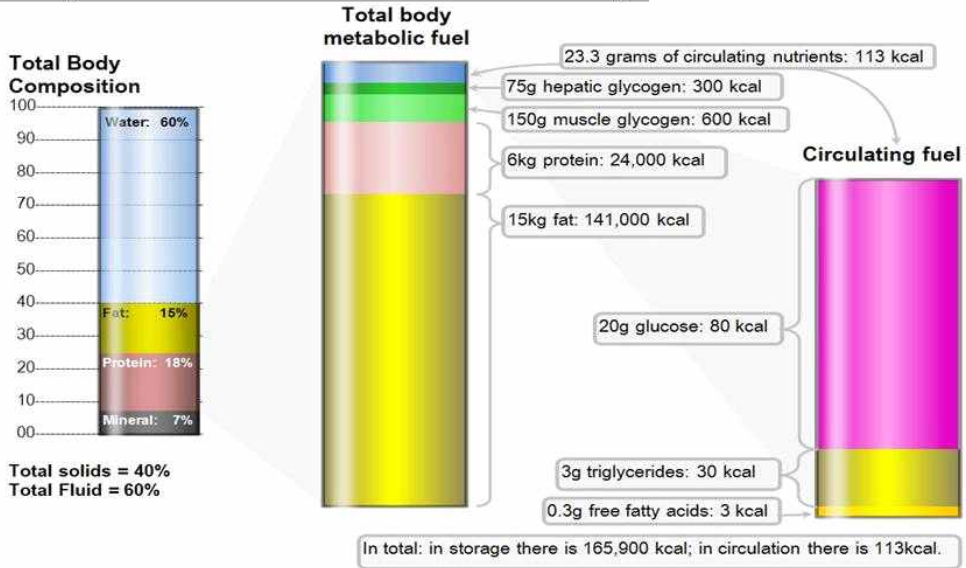 Total body
metabolic fuel
Total Body
Composition
100
90
80
70
60
50
40
30
20
10
00
Water: 60%
Fat: 15%
Protein: 18%
Mineral: 7%
Total solids = 40%
Total Fluid = 60%
23.3 grams of circulating nutrients: 113 kcal
75g hepatic glycogen: 300 kcal
150g muscle glycogen: 600 kcal
6kg protein: 24,000 kcal
15kg fat: 141,000 kcal
Circulating fuel
20g glucose: 80 kcal
3g triglycerides: 30 kcal
0.3g free fatty acids: 3 kcal
In total: in storage there is 165,900 kcal; in circulation there is 113kcal.